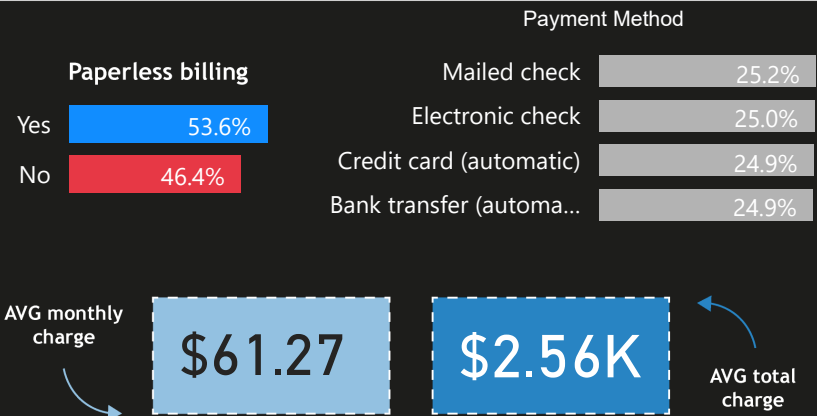 Payment Method
Paperless billing
Yes 53.6%
No 46.4%
Mailed check 25.2%
Electronic check 25.0%
Credit card (automatic) 24.9%
Bank transfer (automa... 24.9%
AVG monthly
charge
$61.27
$2.56K
AVG total
charge